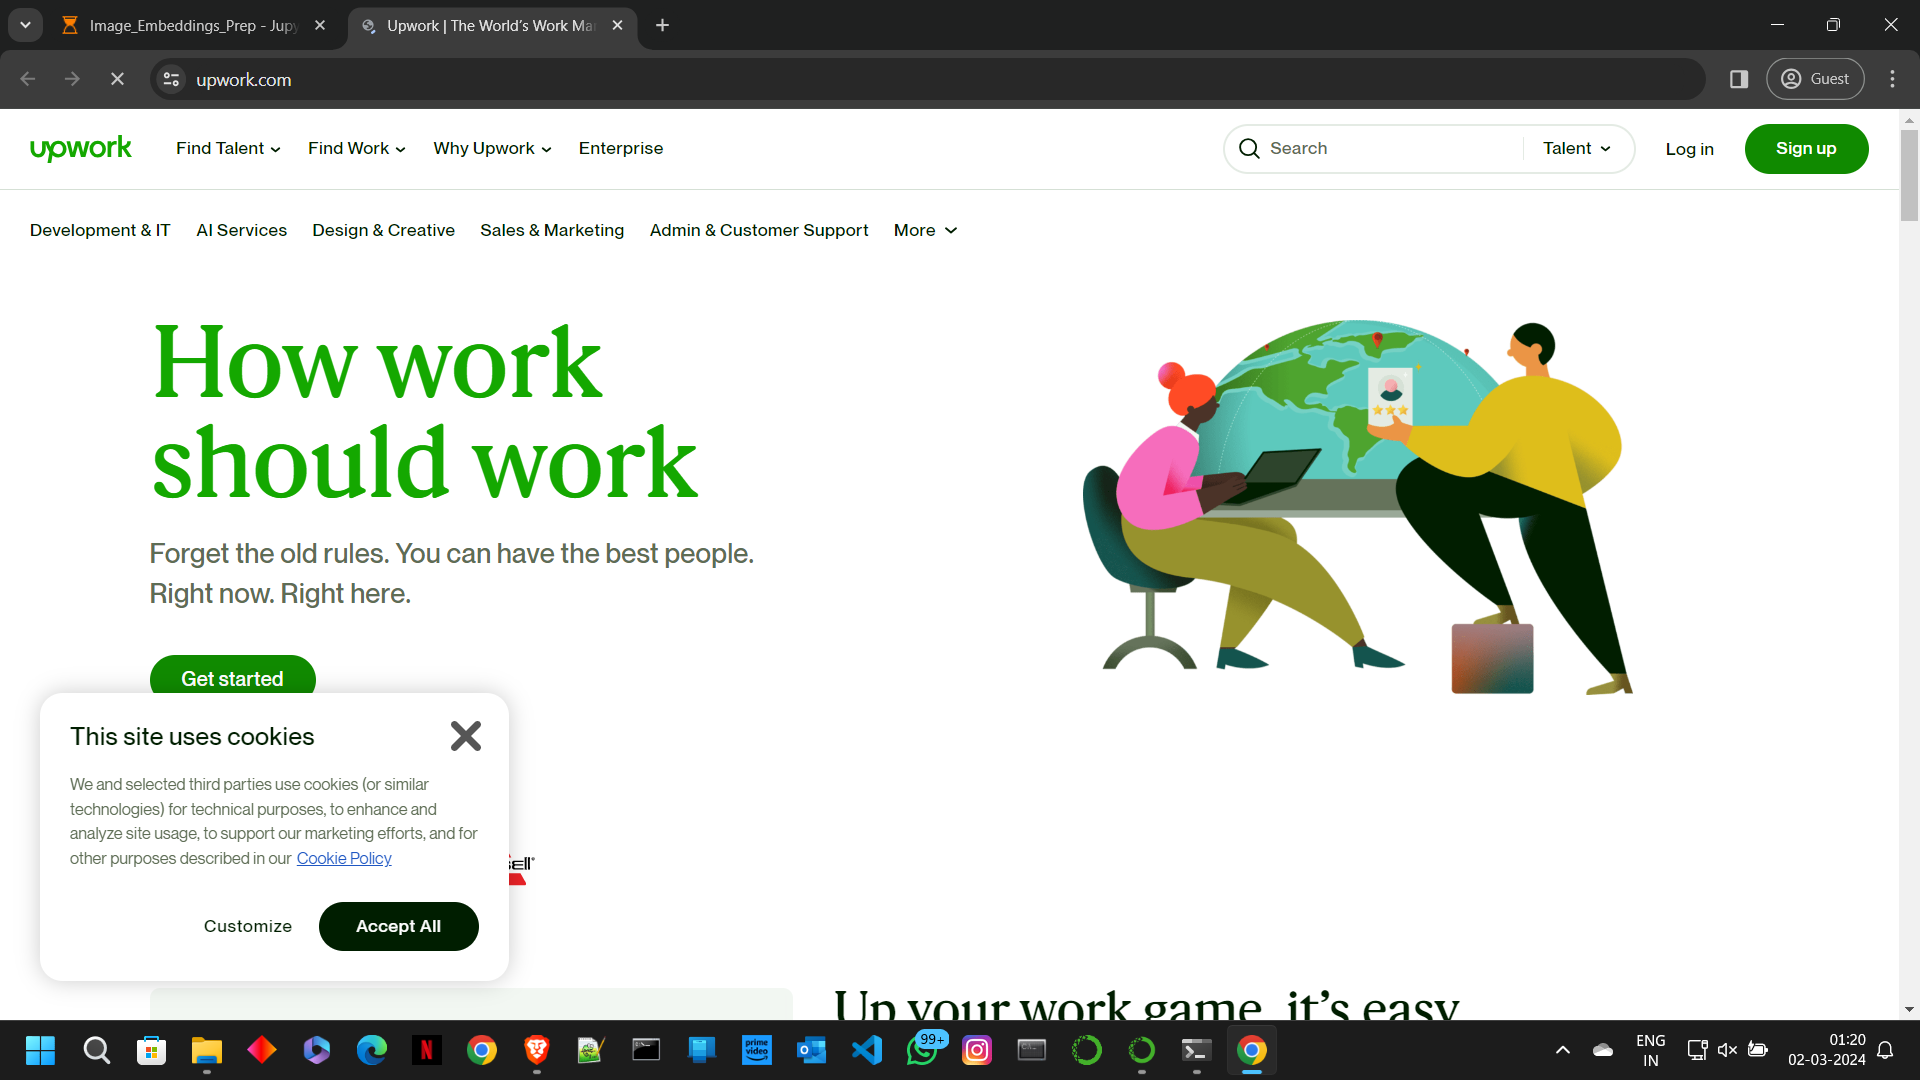 Image_Embeddings_Prep - Jupy
Upwork | The World's Work Mar
upwork.com
Guest
upwork
Find Talent
Find Work
Why Upwork
Enterprise
Search
Talent
Log in
Sign up
Development & IT
AI Services
Design & Creative
Sales & Marketing
Admin & Customer Support
More
How work
should work
Forget the old rules. You can have the best people.
Right now. Right here.
Get started
This site uses cookies
We and selected third parties use cookies (or similar
technologies) for technical purposes, to enhance and
analyze site usage, to support our marketing efforts, and for
other purposes described in our Cookie Policy
Customize
Accept All
Up your work game, it's easy
N
prime
video
99+
ENG
IN
01:20
02-03-2024